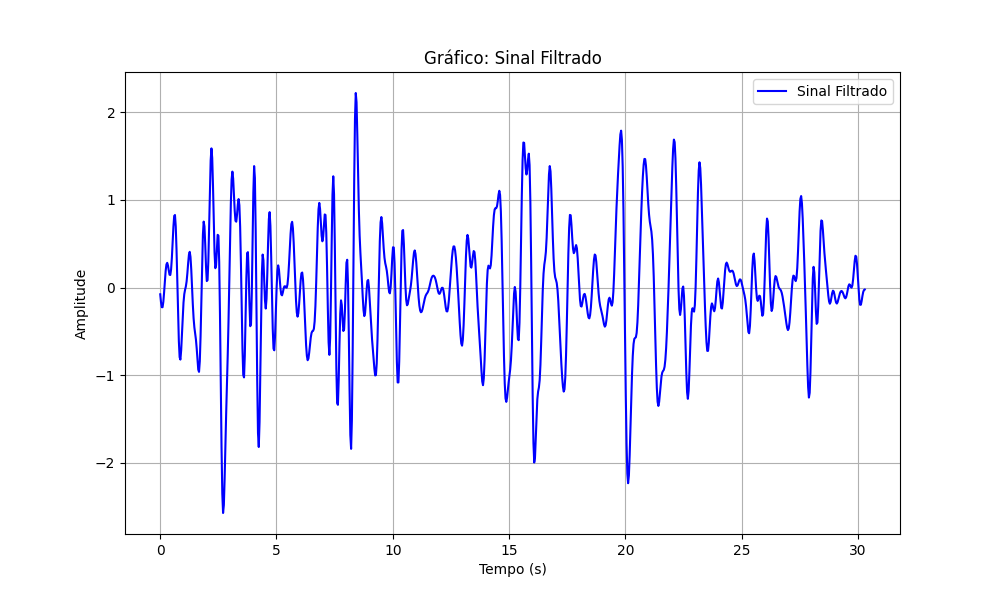 Gráfico: Sinal Filtrado
Sinal Filtrado
Amplitude
2
1
0
−1
−2
0 5 10 15 20 25 30
Tempo (s)